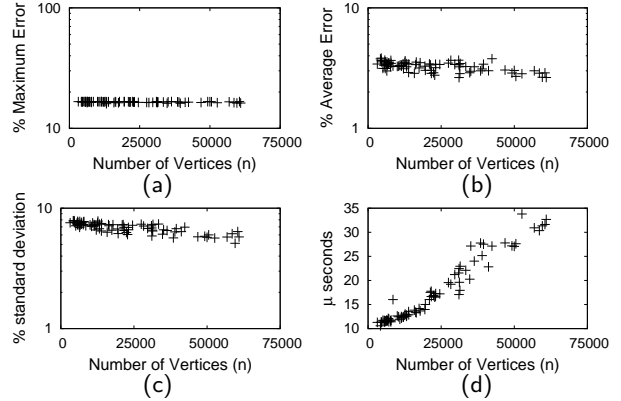 100
10
% Maximum Error
0 25000 50000 75000
Number of Vertices (n)
(a)
10
1
% Average Error
0 25000 50000 75000
Number of Vertices (n)
(b)
10
1
% standard deviation
0 25000 50000 75000
Number of Vertices (n)
(c)
35
30
25
20
15
10
μ seconds
0 25000 50000 75000
Number of Vertices (n)
(d)